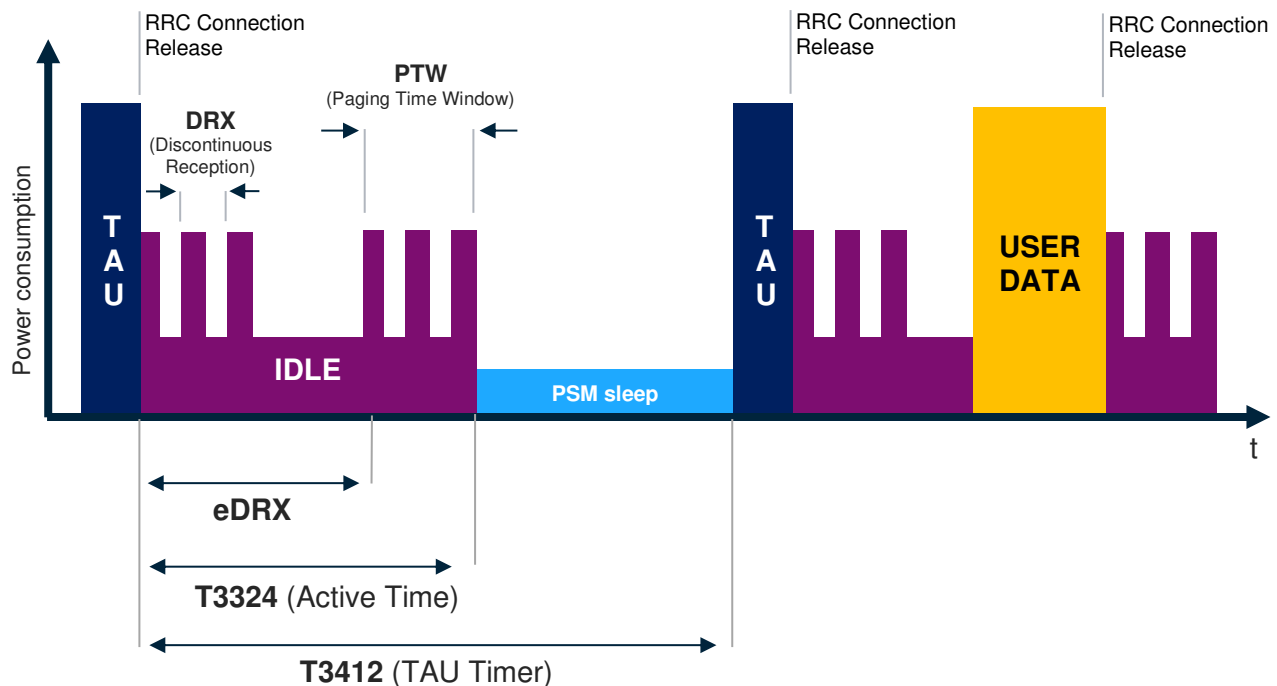 RRC Connection
Release
RRC Connection
Release
RRC Connection
Release
PTW
(Paging Time Window)
DRX
(Discontinuous
Reception)
Power consumption
T
A
U
IDLE
PSM sleep
T
A
U
USER
DATA
t
eDRX
T3324 (Active Time)
T3412 (TAU Timer)